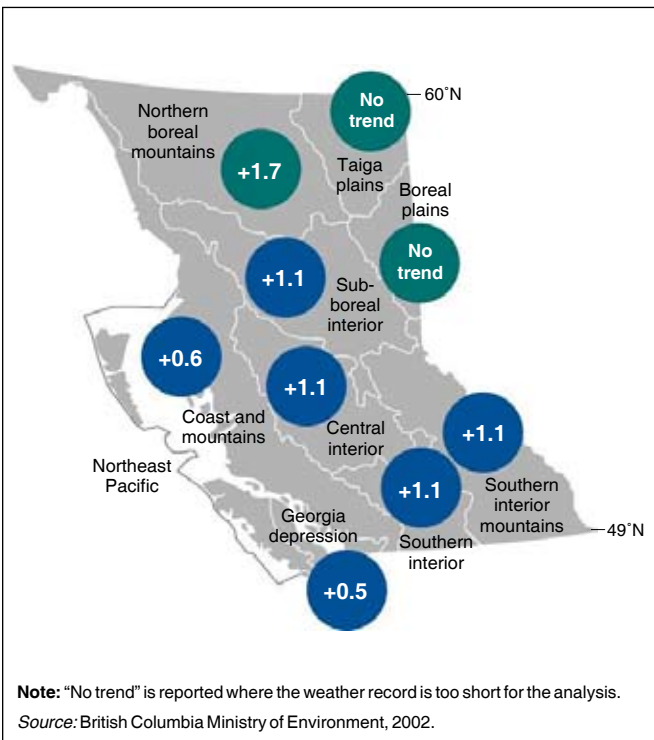 Northern
boreal
mountains
+1.7
No
trend
60˚N
Taiga
plains
Boreal
plains
No
trend
+1.1
Sub-
boreal
interior
+0.6
Coast and
mountains
+1.1
Central
interior
+1.1
Southern
interior
mountains
Northeast
Pacific
+1.1
Southern
interior
Georgia
depression
+0.5
49˚N
Note: “No trend” is reported where the weather record is too short for the analysis.
Source: British Columbia Ministry of Environment, 2002.